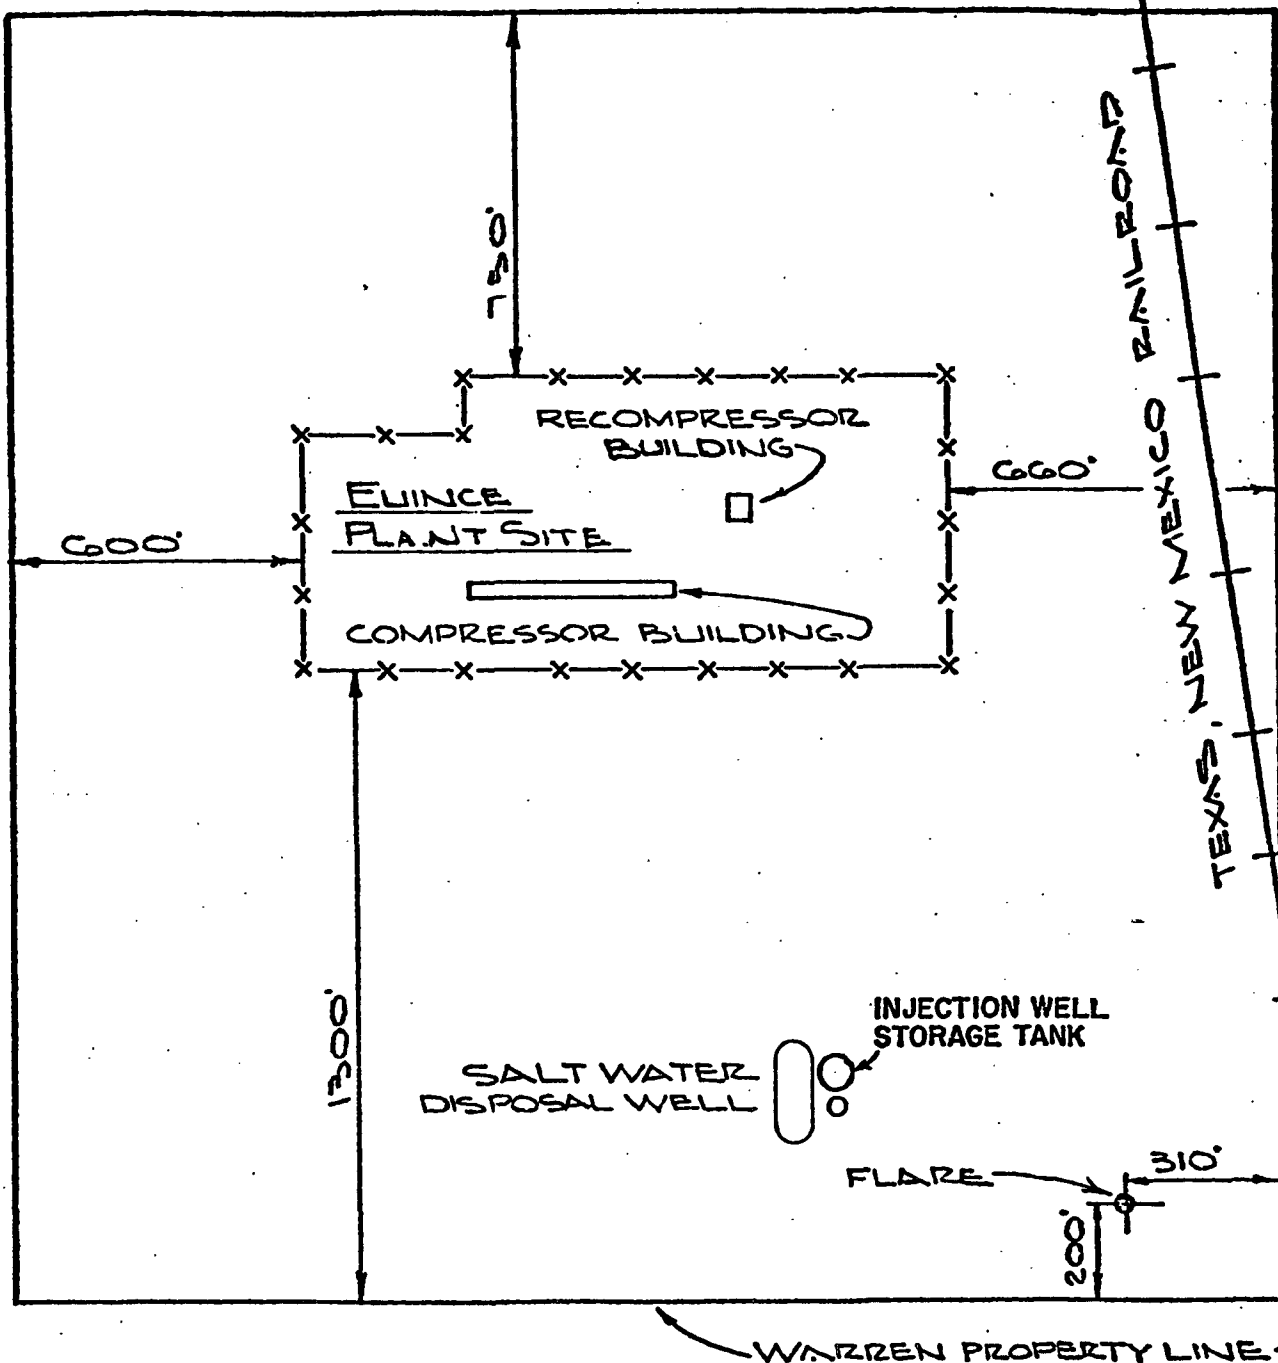 750'
RECOMPRESSOR
BUILDING
EUINCE
PLANT SITE
600'
660'
COMPRESSOR BUILDING
TEXAS, NEW MEXICO RAILROAD
1300'
INJECTION WELL
STORAGE TANK
SALT WATER
DISPOSAL WELL
FLARE
310'
200'
WARREN PROPERTY LINE